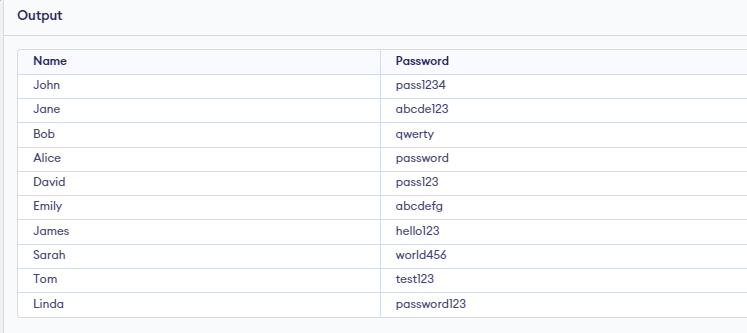 Output
Name Password
John pass1234
Jane abcde123
Bob qwerty
Alice password
David pass123
Emily abcdefg
James hello123
Sarah world456
Tom test123
Linda password123